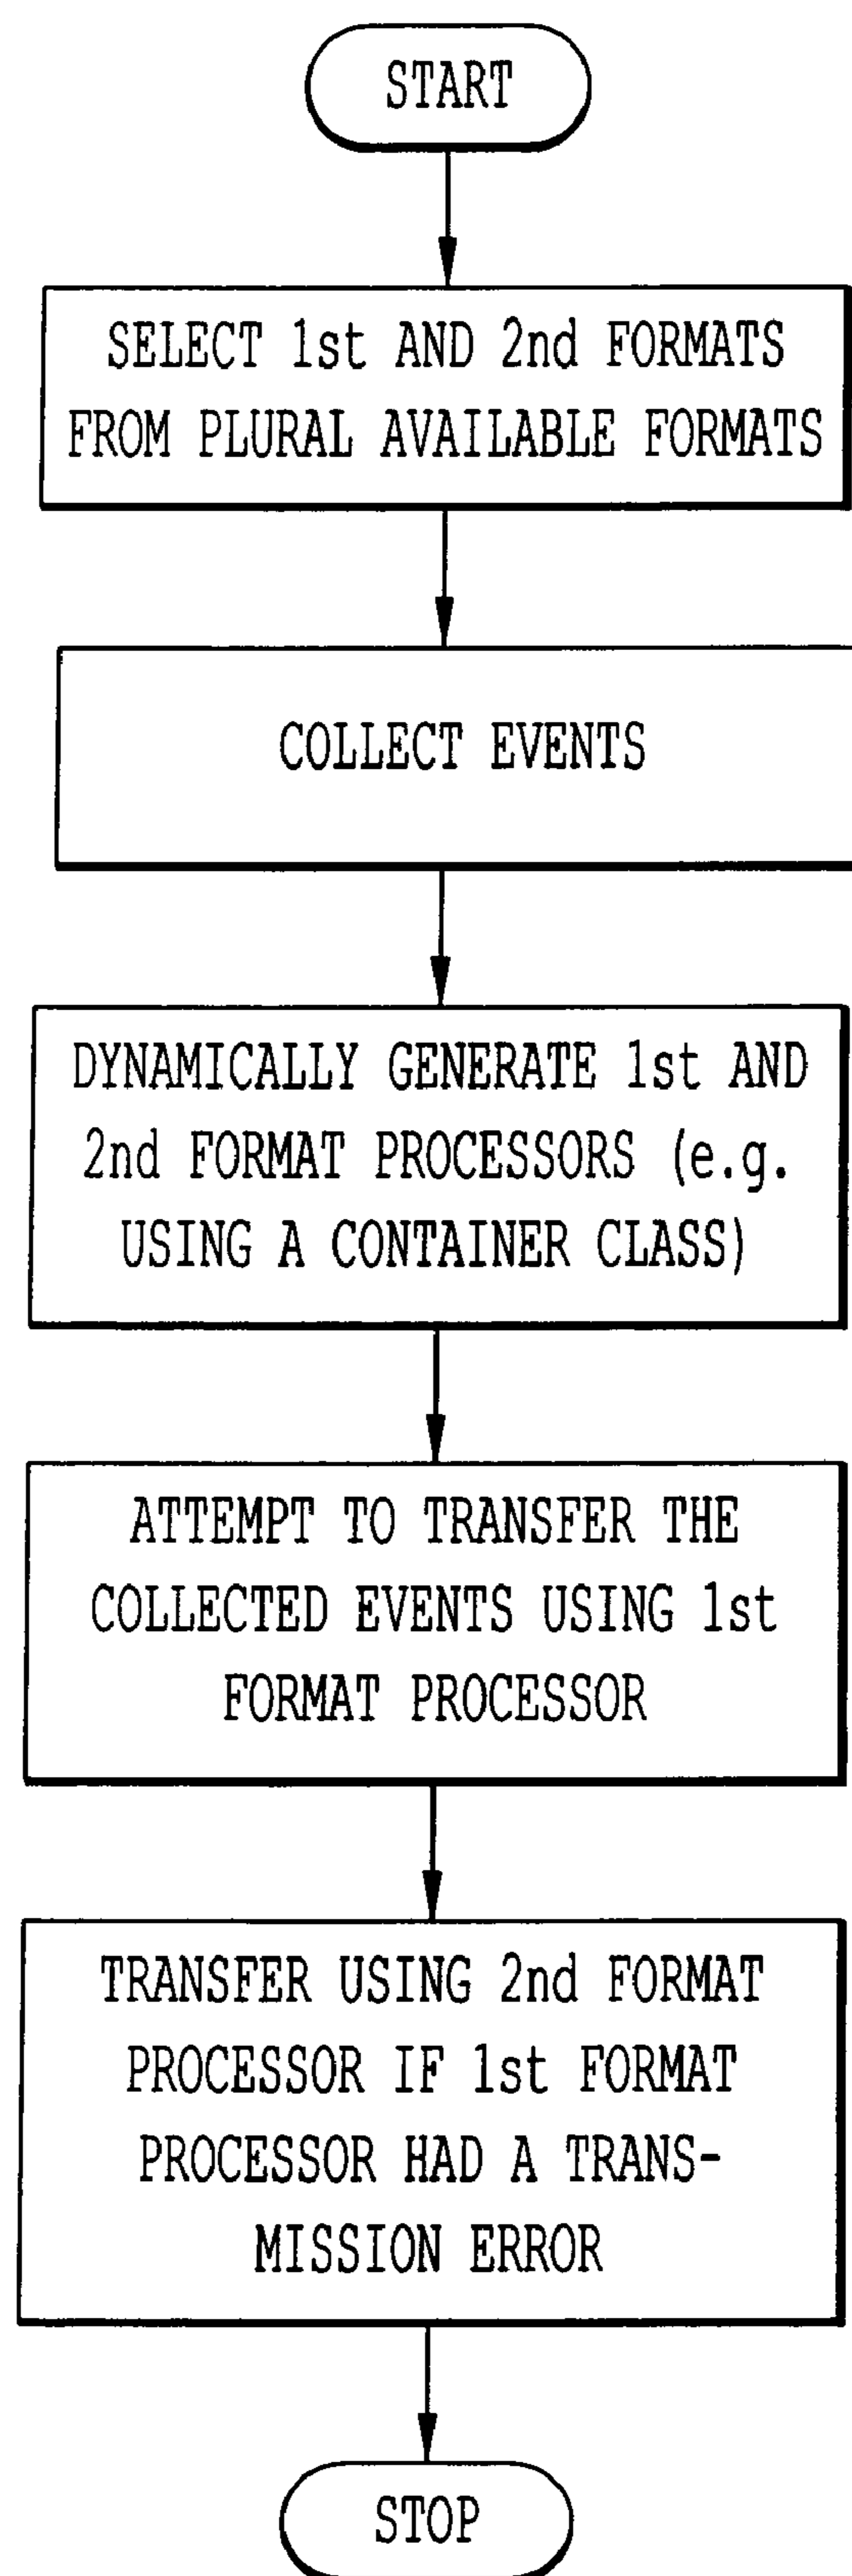 START
SELECT 1st AND 2nd FORMATS
FROM PLURAL AVAILABLE FORMATS
COLLECT EVENTS
DYNAMICALLY GENERATE 1st AND
2nd FORMAT PROCESSORS (e.g.
USING A CONTAINER CLASS)
ATTEMPT TO TRANSFER THE
COLLECTED EVENTS USING 1st
FORMAT PROCESSOR
TRANSFER USING 2nd FORMAT
PROCESSOR IF 1st FORMAT
PROCESSOR HAD A TRANS-
MISSION ERROR
STOP